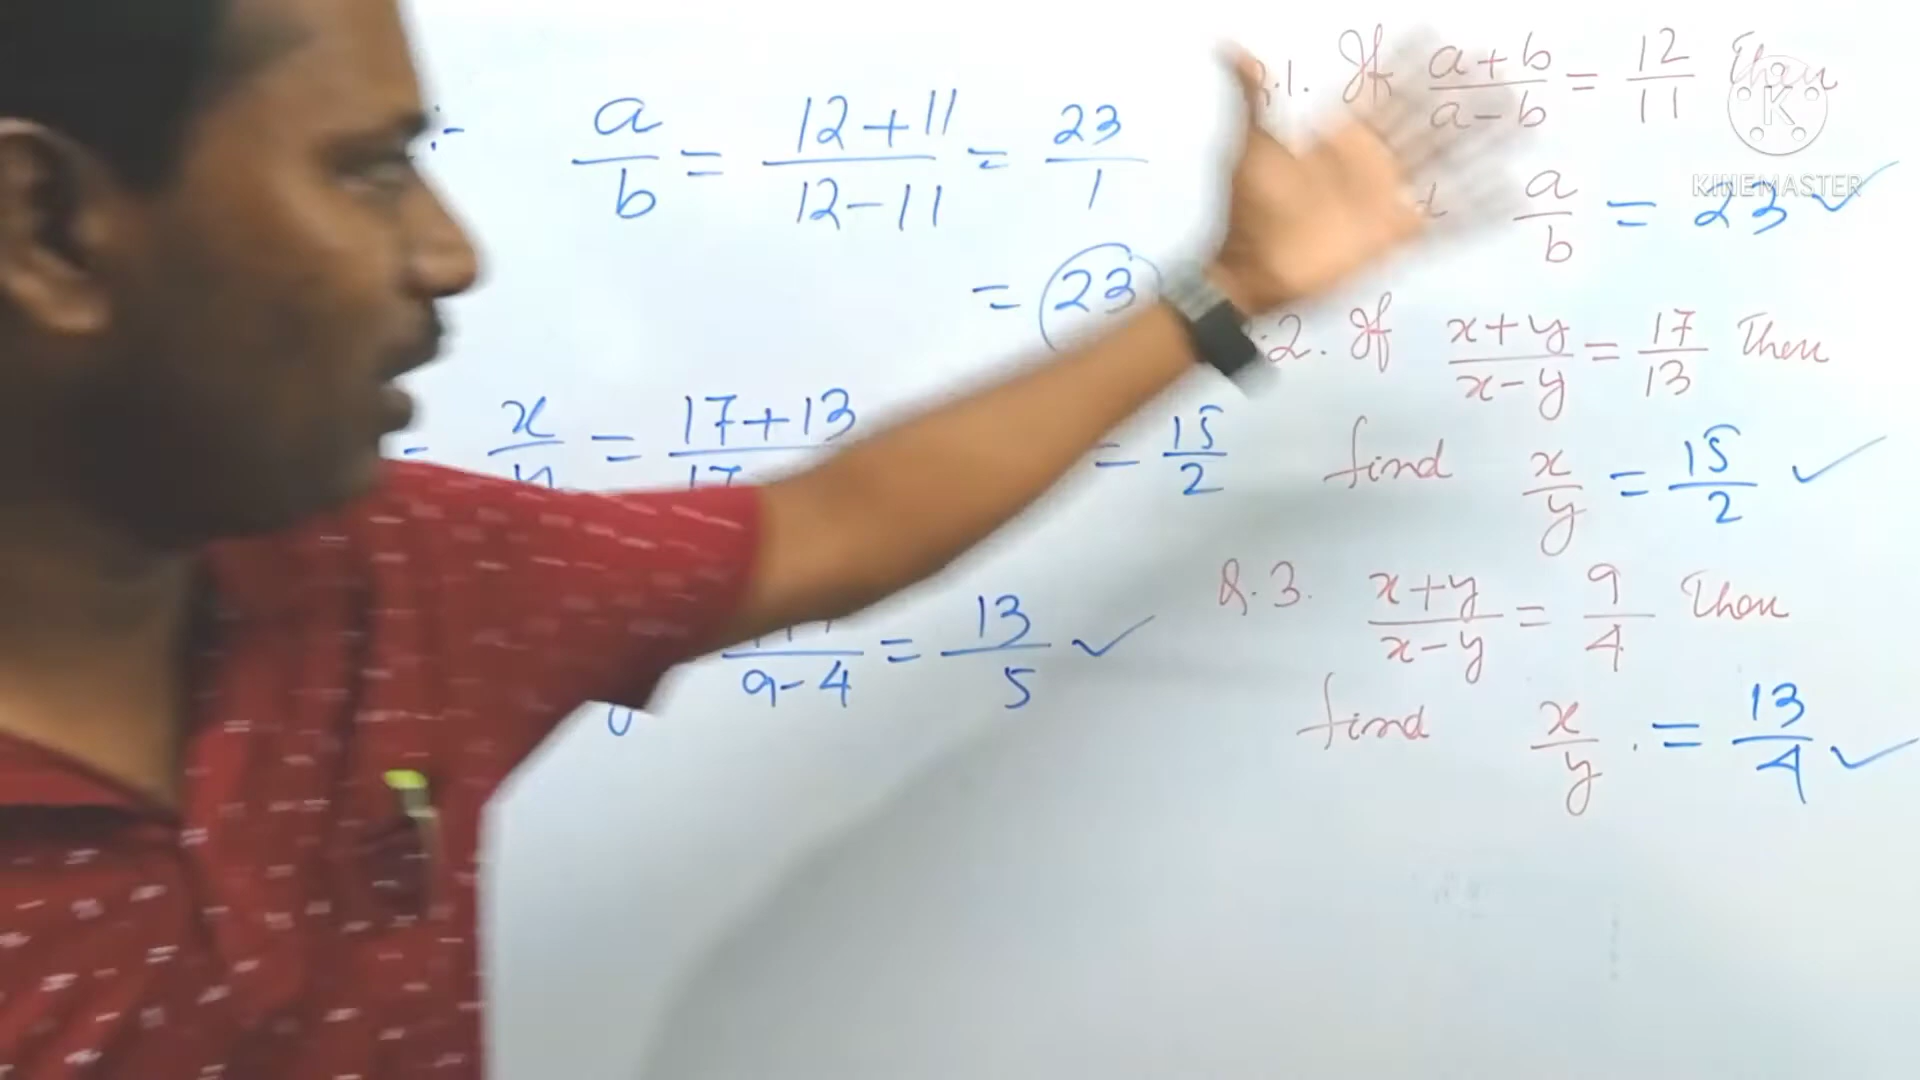 :- a/b = 12+11/12-11 = 23/1
= 23
= x/y = 17+13/17 = 15/2
9-4 = 13/5 ✓
.1. If a+b/a-b = 12/11 Then
a/b = 23 ✓
.2. If x+y/x-y = 17/13 Then
find x/y = 15/2 ✓
Q.3. x+y/x-y = 9/4 Then
find x/y . = 13/4 ✓
K
KINEMASTER